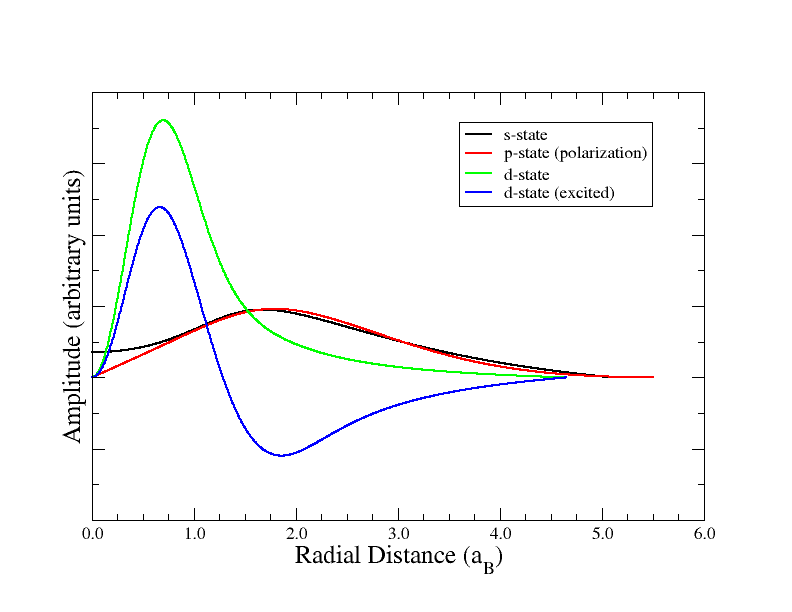 Amplitude (arbitrary units)
s-state
p-state (polarization)
d-state
d-state (excited)
0.0 1.0 2.0 3.0 4.0 5.0 6.0
Radial Distance (a_B)